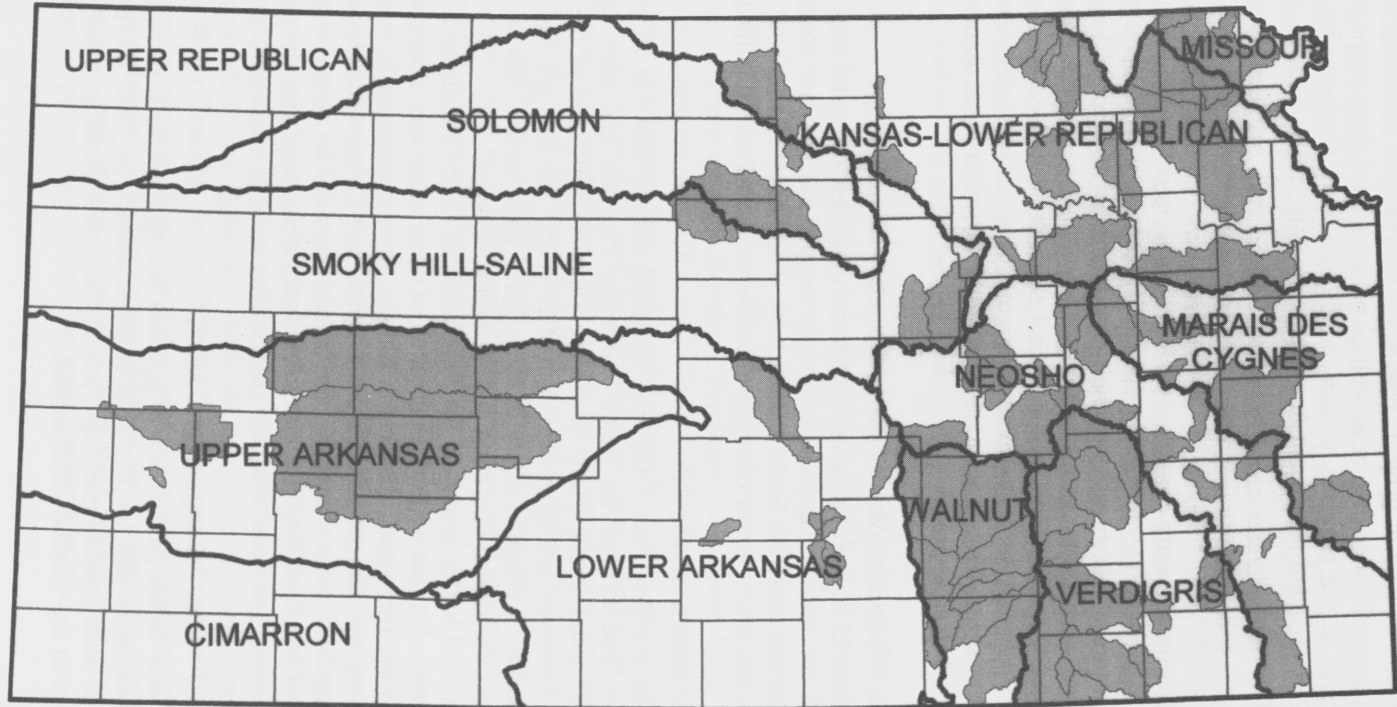 UPPER REPUBLICAN
MISSOURI
SOLOMON
KANSAS-LOWER REPUBLICAN
SMOKY HILL-SALINE
MARAIS DES
CYGNES
NEOSHO
UPPER ARKANSAS
WALNUT
LOWER ARKANSAS
VERDIGRIS
CIMARRON